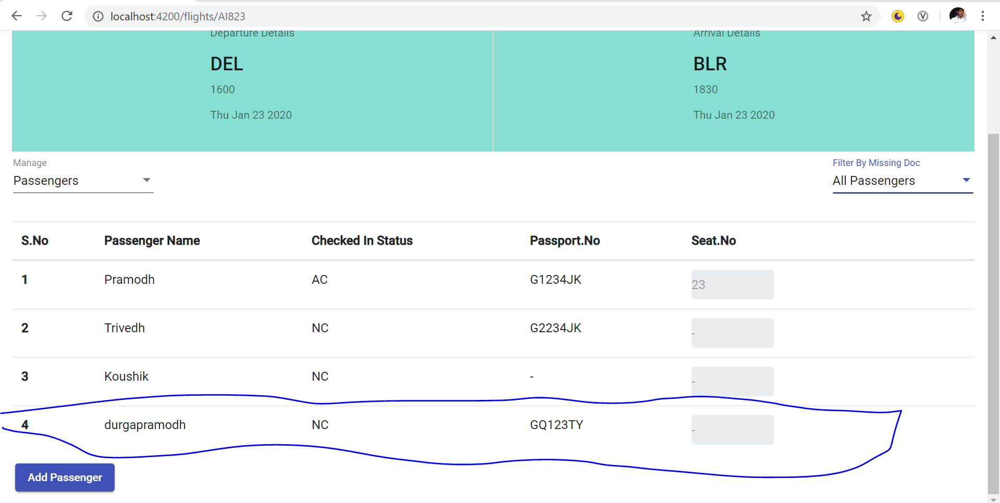 localhost:4200/flights/AI823
Departure Details
Arrival Details
DEL
BLR
1600
1830
Thu Jan 23 2020
Thu Jan 23 2020
Manage
Filter By Missing Doc
Passengers
All Passengers
S.No Passenger Name Checked In Status Passport.No Seat.No
1 Pramodh AC G1234JK 23
2 Trivedh NC G2234JK -
3 Koushik NC - -
4 durgapramodh NC GQ123TY -
Add Passenger